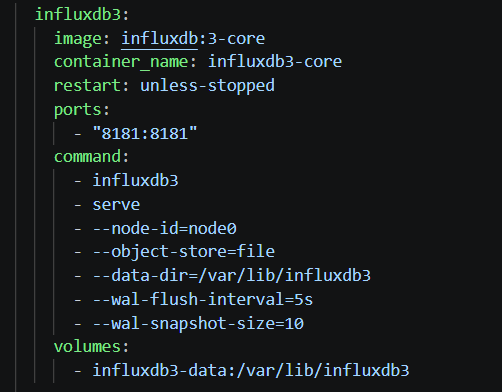 influxdb3:
  image: influxdb:3-core
  container_name: influxdb3-core
  restart: unless-stopped
  ports:
    - "8181:8181"
  command:
    - influxdb3
    - serve
    - --node-id=node0
    - --object-store=file
    - --data-dir=/var/lib/influxdb3
    - --wal-flush-interval=5s
    - --wal-snapshot-size=10
  volumes:
    - influxdb3-data:/var/lib/influxdb3